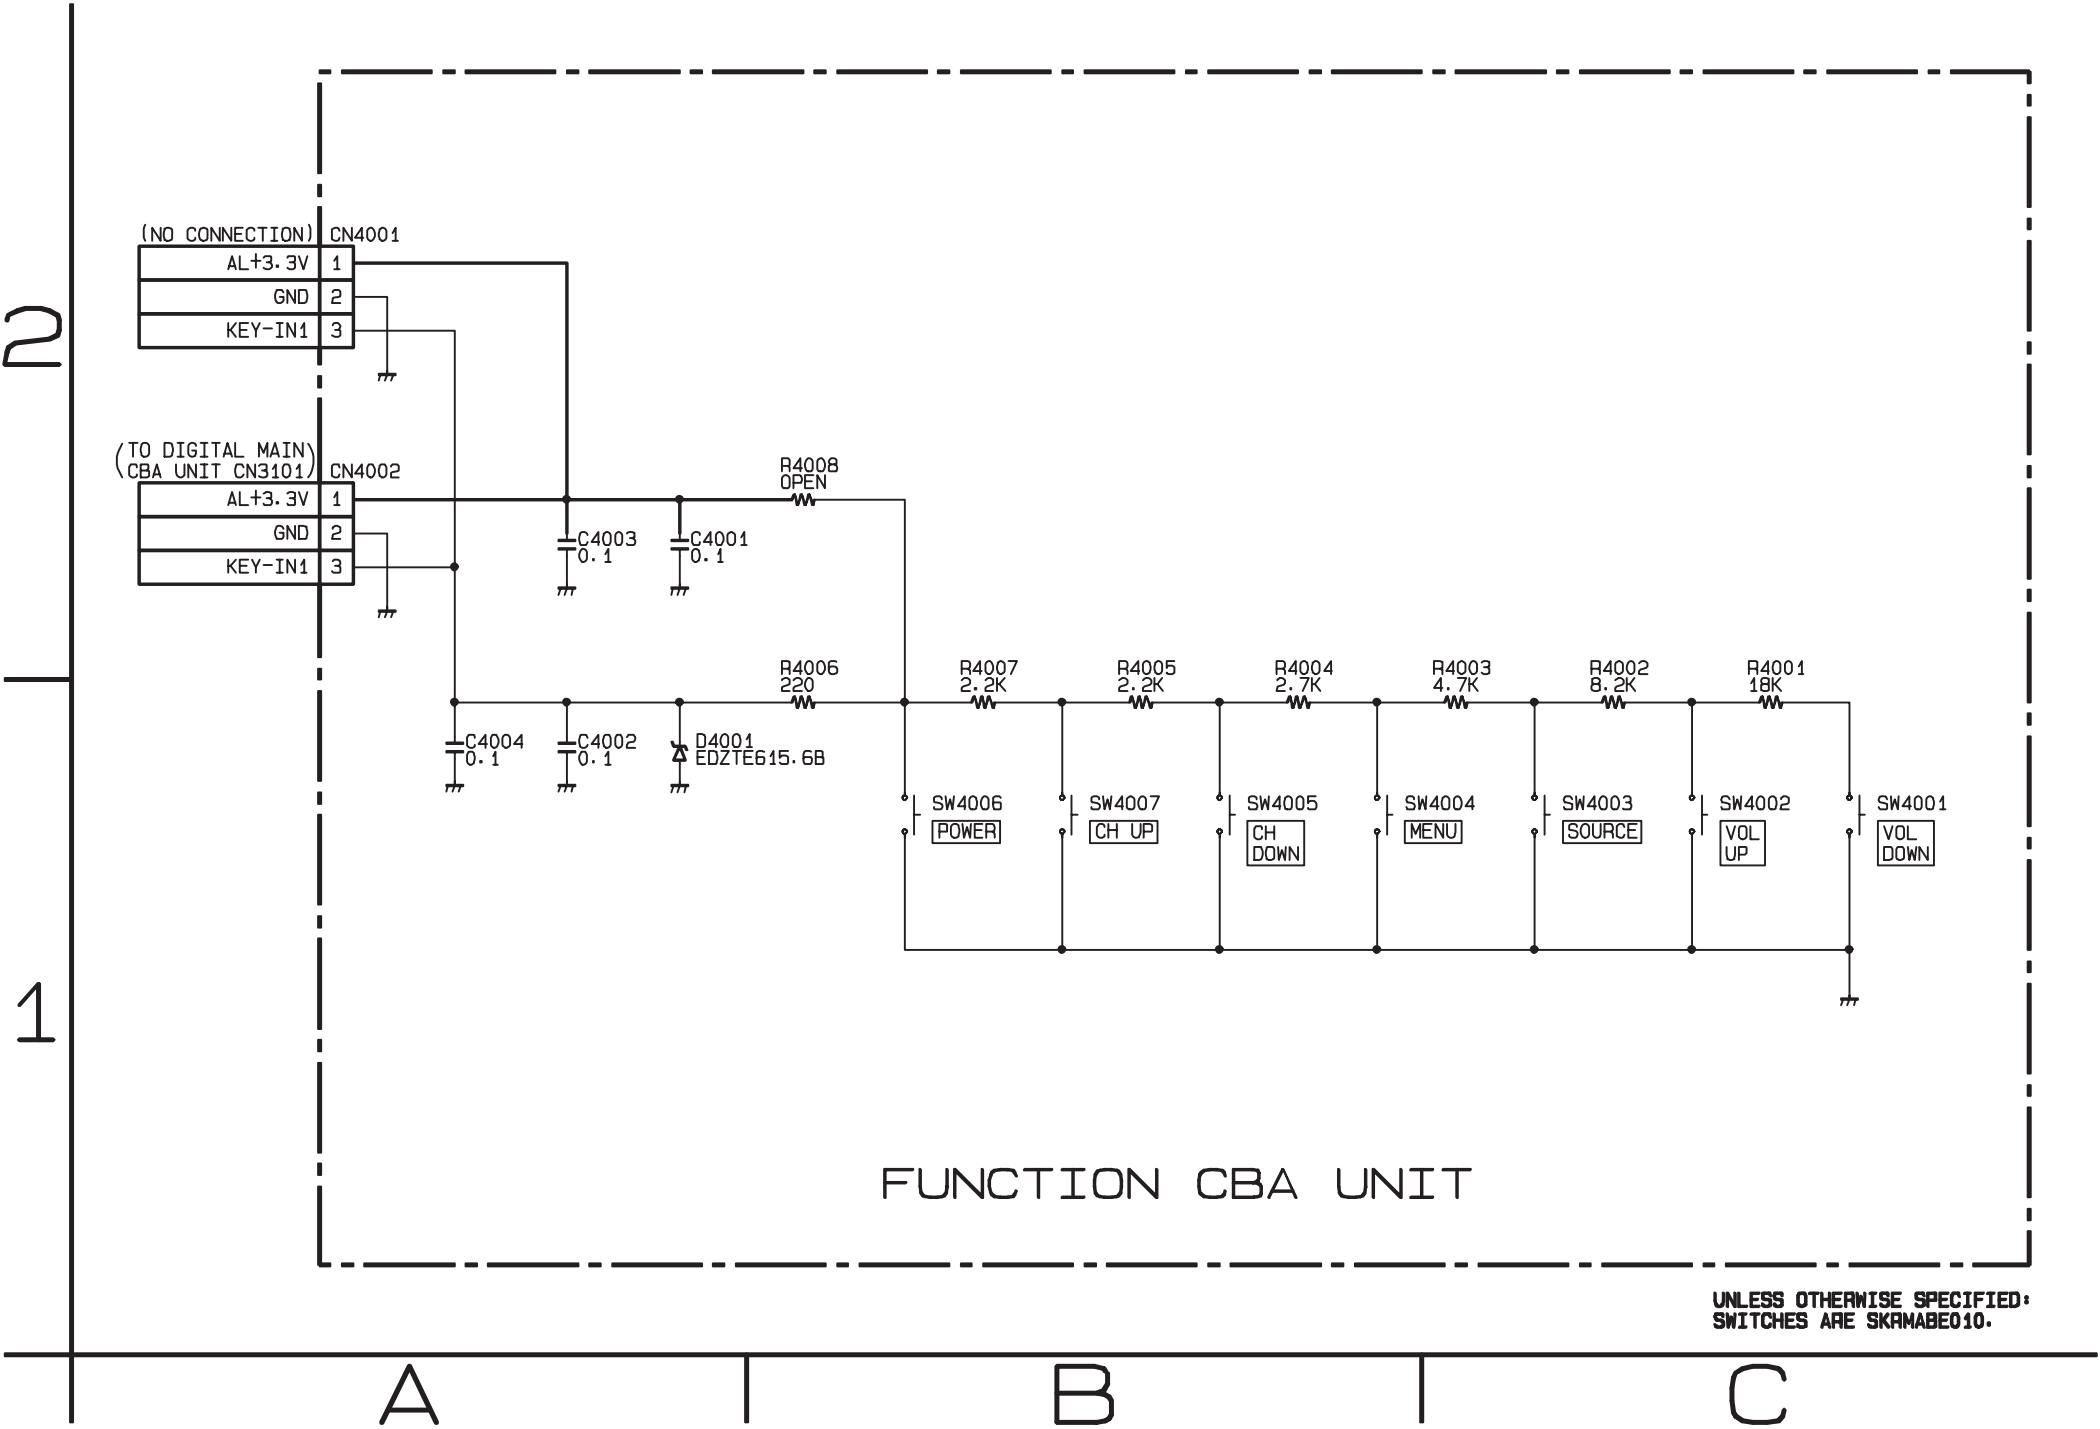 (NO CONNECTION) CN4001
AL+3.3V 1
GND 2
KEY-IN1 3
2
(TO DIGITAL MAIN
CBA UNIT CN3101) CN4002
AL+3.3V 1
GND 2
KEY-IN1 3
R4008
OPEN
C4003
0.1
C4001
0.1
R4006
220
R4007
2.2K
R4005
2.2K
R4004
2.7K
R4003
4.7K
R4002
8.2K
R4001
18K
C4004
0.1
C4002
0.1
D4001
EDZTE615.6B
SW4006
POWER
SW4007
CH UP
SW4005
CH
DOWN
SW4004
MENU
SW4003
SOURCE
SW4002
VOL
UP
SW4001
VOL
DOWN
1
FUNCTION CBA UNIT
UNLESS OTHERWISE SPECIFIED:
SWITCHES ARE SKRMABE010.
A B C